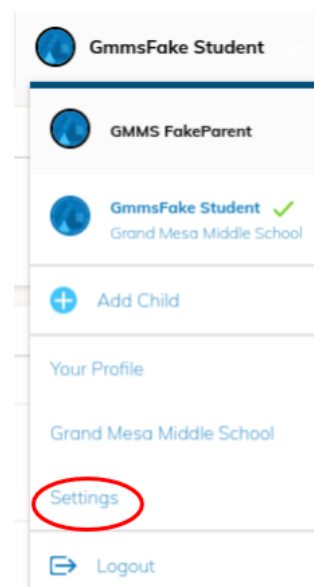 GmmsFake Student
GMMS FakeParent
GmmsFake Student
Grand Mesa Middle School
Add Child
Your Profile
Grand Mesa Middle School
Settings
Logout